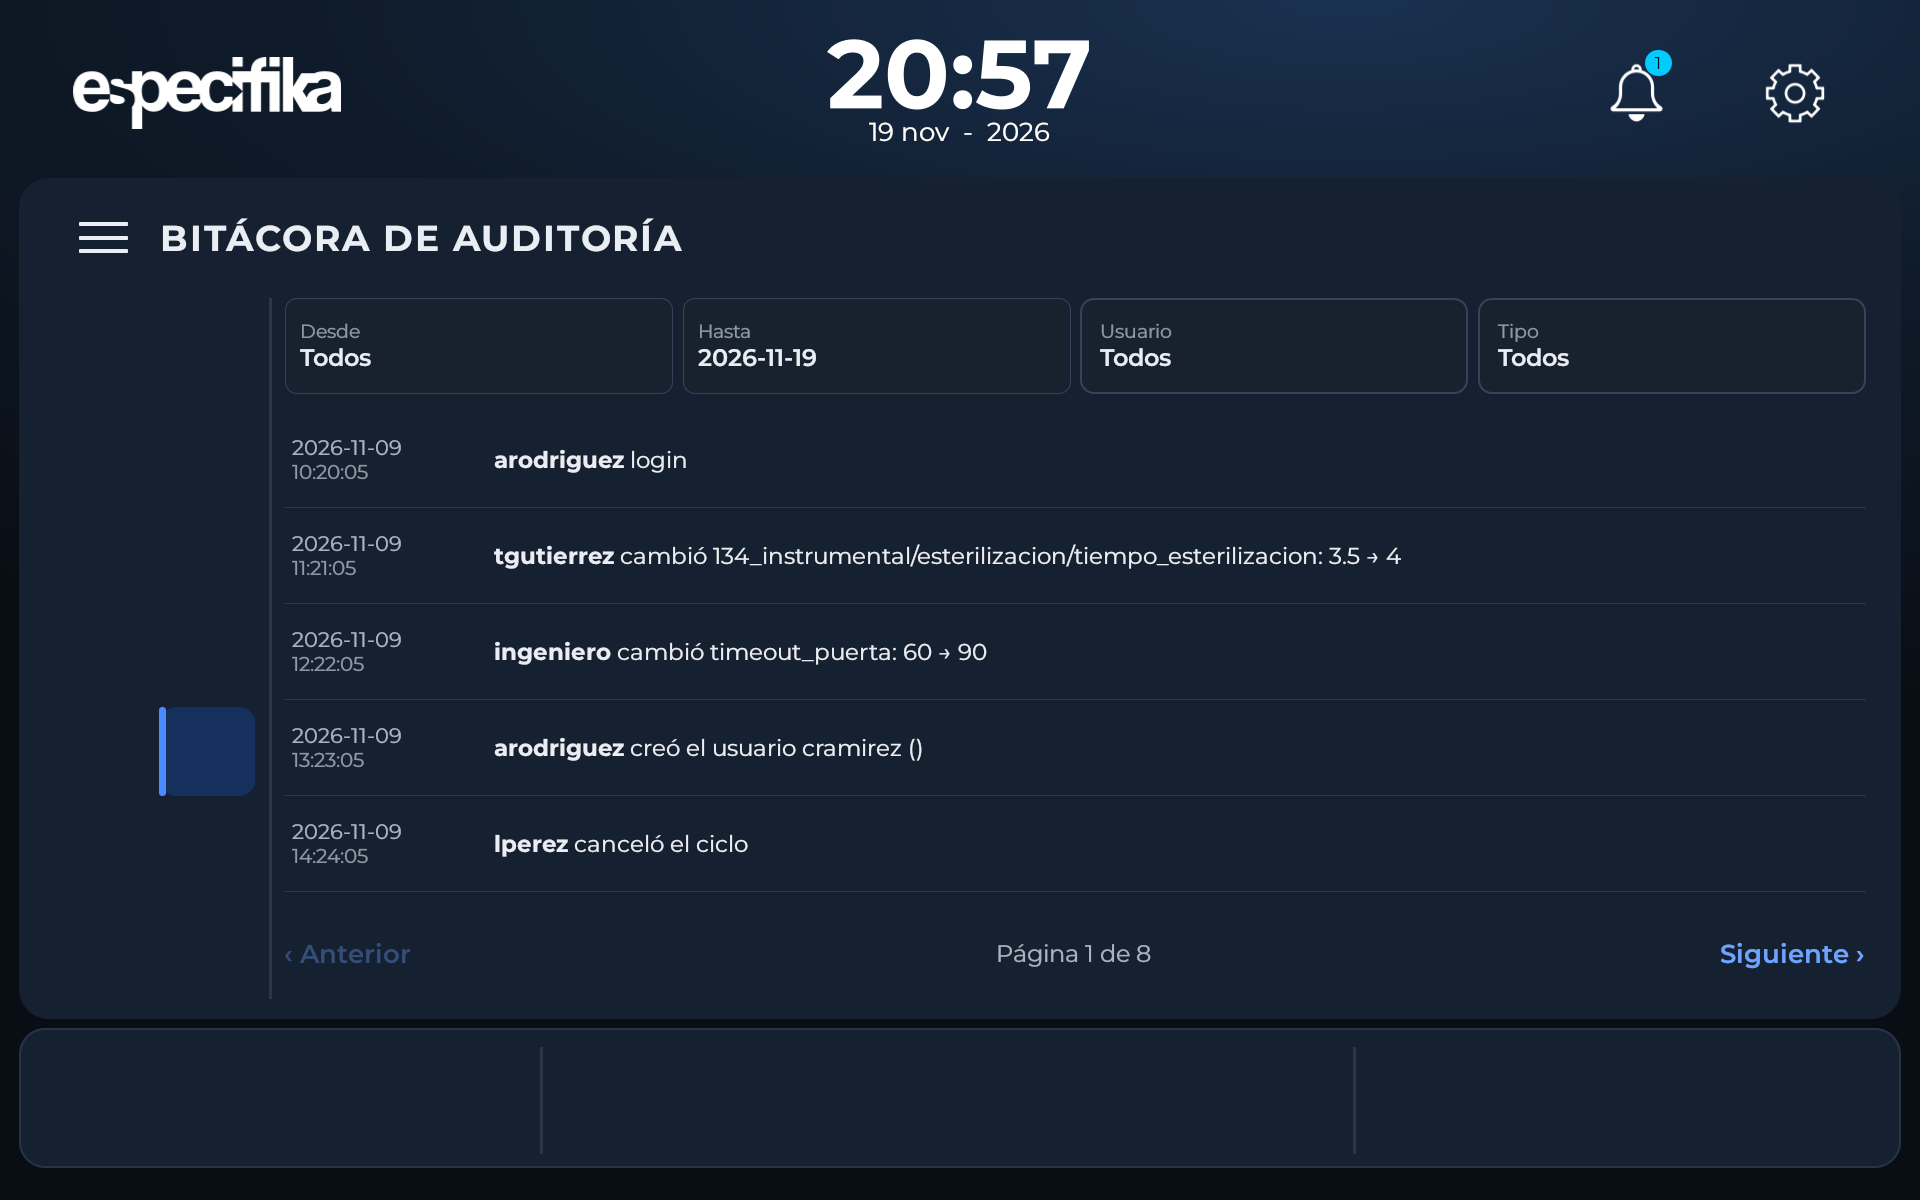 especifika
20:57
19 nov - 2026
1
BITÁCORA DE AUDITORÍA
Desde
Todos
Hasta
2026-11-19
Usuario
Todos
Tipo
Todos
2026-11-09
10:20:05
arodriguez login
2026-11-09
11:21:05
tgutierrez cambió 134_instrumental/esterilizacion/tiempo_esterilizacion: 3.5 → 4
2026-11-09
12:22:05
ingeniero cambió timeout_puerta: 60 → 90
2026-11-09
13:23:05
arodriguez creó el usuario cramirez ()
2026-11-09
14:24:05
lperez canceló el ciclo
‹ Anterior
Página 1 de 8
Siguiente ›